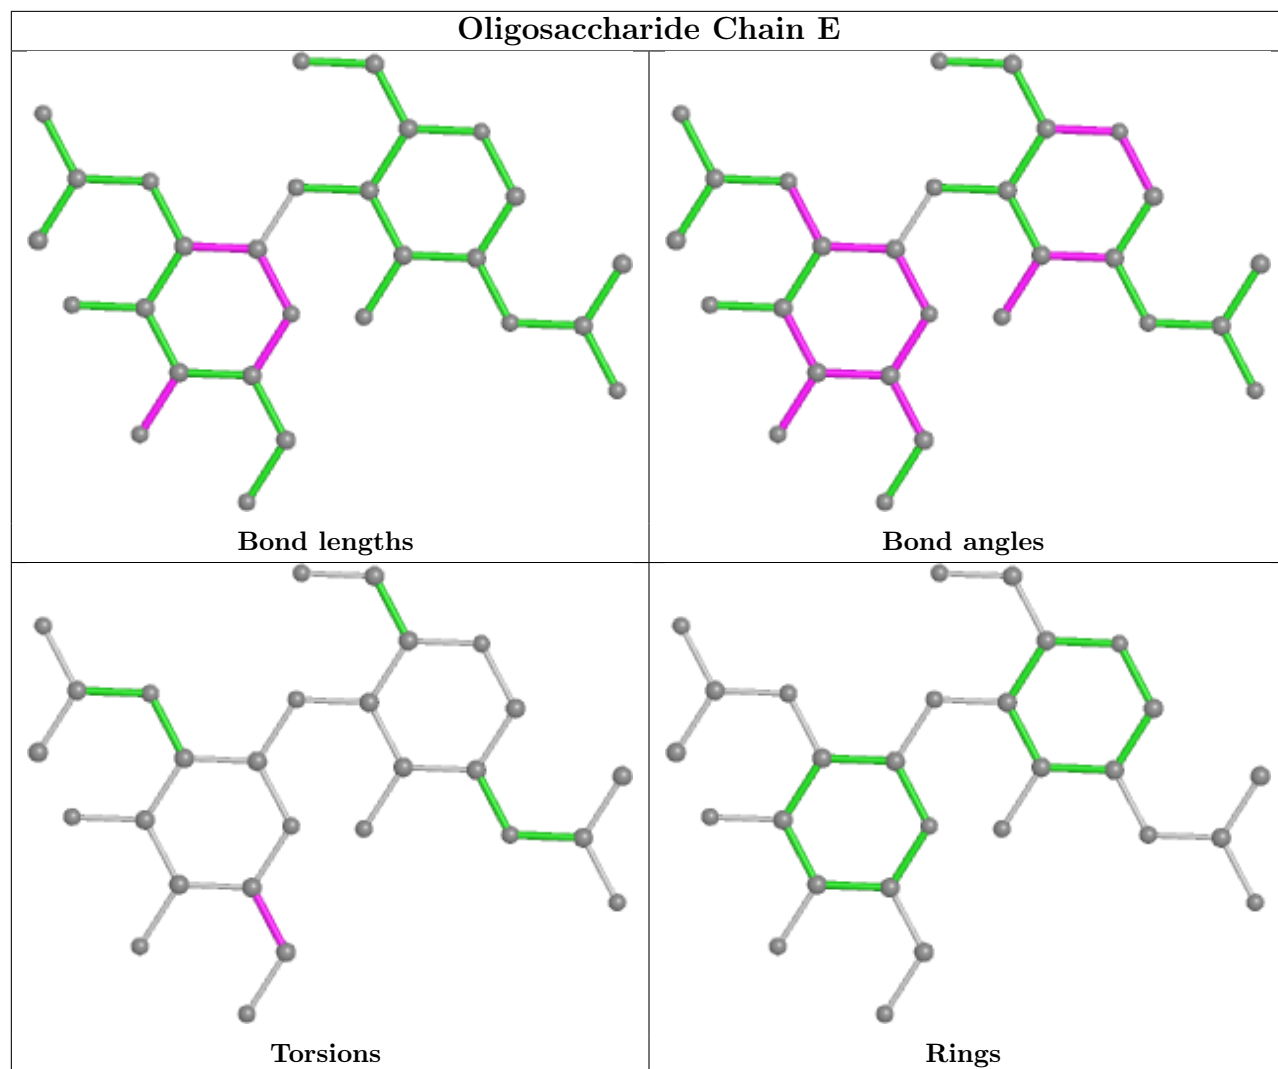 Oligosaccharide Chain E
Bond lengths
Bond angles
Torsions
Rings